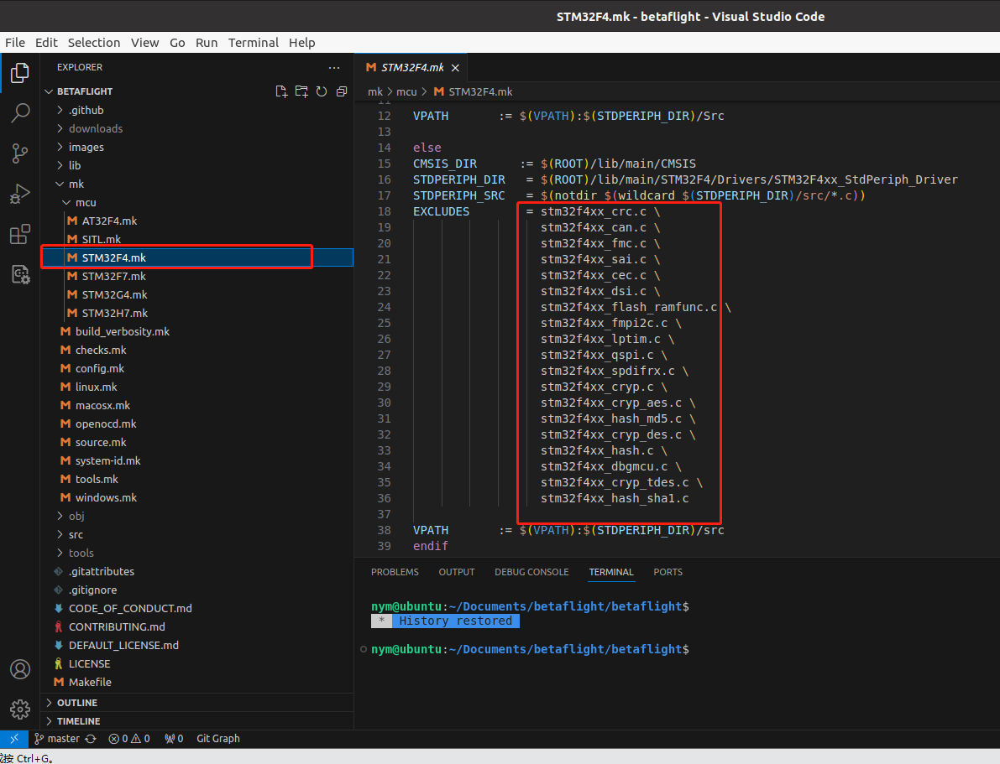 STM32F4.mk - betaflight - Visual Studio Code
File Edit Selection View Go Run Terminal Help
EXPLORER
BETAFLIGHT
.github
downloads
images
lib
mk
mcu
AT32F4.mk
SITL.mk
STM32F4.mk
STM32F7.mk
STM32G4.mk
STM32H7.mk
build_verbosity.mk
checks.mk
config.mk
linux.mk
macosx.mk
openocd.mk
source.mk
system-id.mk
tools.mk
windows.mk
obj
src
tools
.gitattributes
.gitignore
CODE_OF_CONDUCT.md
CONTRIBUTING.md
DEFAULT_LICENSE.md
LICENSE
Makefile
OUTLINE
TIMELINE
STM32F4.mk
mk > mcu > STM32F4.mk
11
12 VPATH := $(VPATH):$(STDPERIPH_DIR)/Src
13
14 else
15 CMSIS_DIR := $(ROOT)/lib/main/CMSIS
16 STDPERIPH_DIR = $(ROOT)/lib/main/STM32F4/Drivers/STM32F4xx_StdPeriph_Driver
17 STDPERIPH_SRC = $(notdir $(wildcard $(STDPERIPH_DIR)/src/*.c))
18 EXCLUDES = stm32f4xx_crc.c \
19 stm32f4xx_can.c \
20 stm32f4xx_fmc.c \
21 stm32f4xx_sai.c \
22 stm32f4xx_cec.c \
23 stm32f4xx_dsi.c \
24 stm32f4xx_flash_ramfunc.c \
25 stm32f4xx_fmpi2c.c \
26 stm32f4xx_lptim.c \
27 stm32f4xx_qspi.c \
28 stm32f4xx_spdifrx.c \
29 stm32f4xx_cryp.c \
30 stm32f4xx_cryp_aes.c \
31 stm32f4xx_hash_md5.c \
32 stm32f4xx_cryp_des.c \
33 stm32f4xx_hash.c \
34 stm32f4xx_dbgmcu.c \
35 stm32f4xx_cryp_tdes.c \
36 stm32f4xx_hash_sha1.c
37
38 VPATH := $(VPATH):$(STDPERIPH_DIR)/src
39 endif
PROBLEMS OUTPUT DEBUG CONSOLE TERMINAL PORTS
nym@ubuntu:~/Documents/betaflight/betaflight$
* History restored
nym@ubuntu:~/Documents/betaflight/betaflight$
master 0 0 0 Git Graph
按 Ctrl+G。